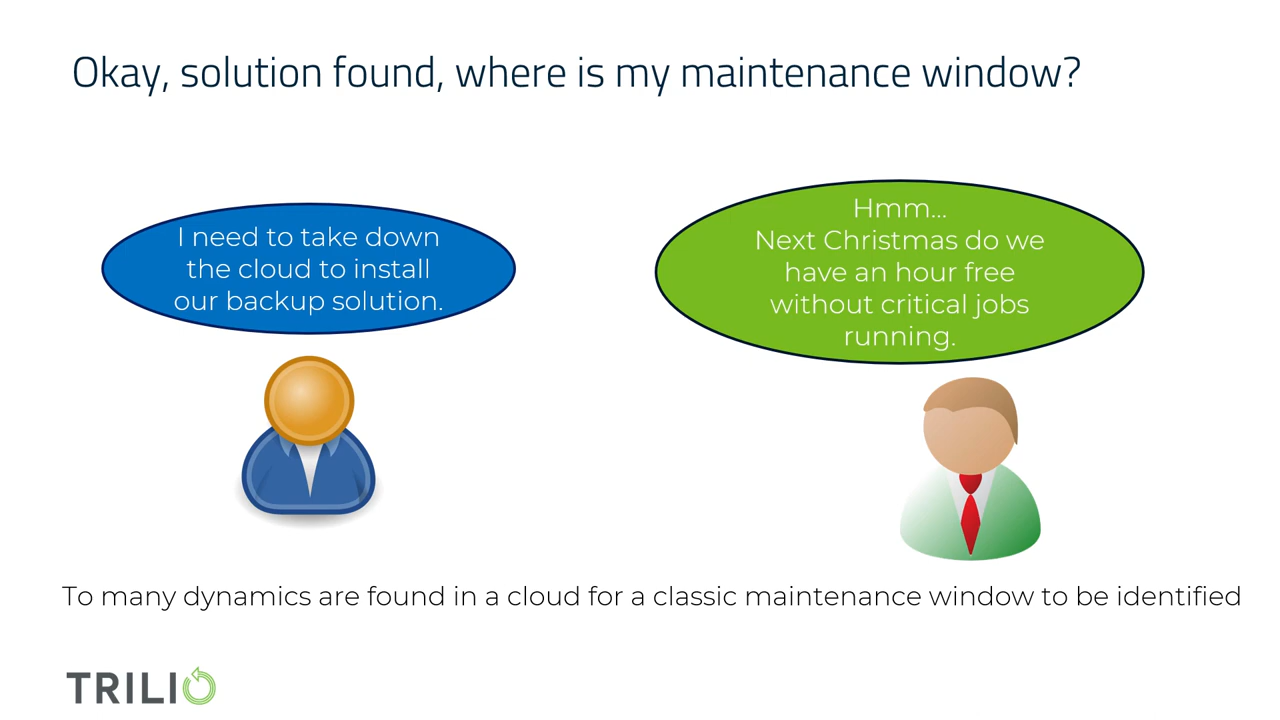 Okay, solution found, where is my maintenance window?
I need to take down
the cloud to install
our backup solution.
Hmm...
Next Christmas do we
have an hour free
without critical jobs
running.
To many dynamics are found in a cloud for a classic maintenance window to be identified
TRILIO